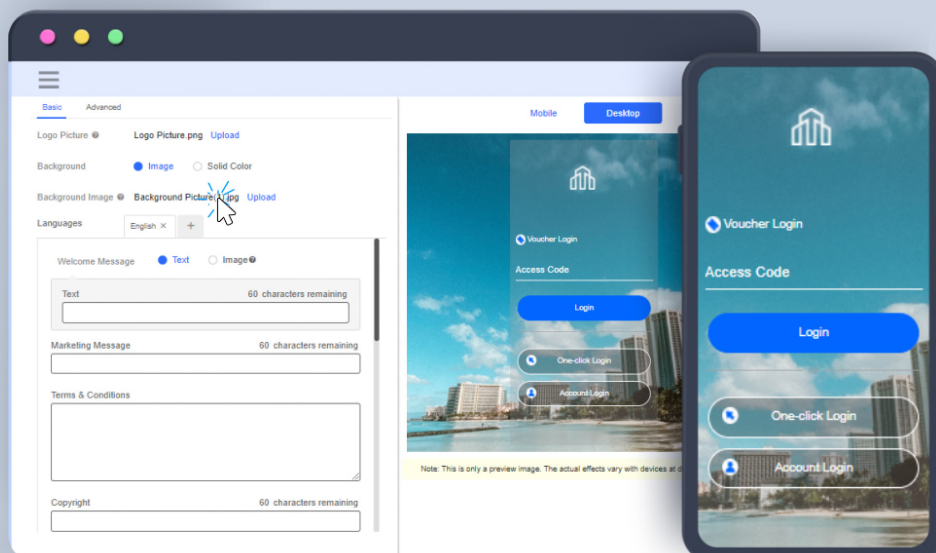 Basic Advanced
Logo Picture Logo Picture.png Upload
Background Image Solid Color
Background Image Background Picture jpg Upload
Languages English × +
Welcome Message Text Image
Text 60 characters remaining
Marketing Message 60 characters remaining
Terms & Conditions
Copyright 60 characters remaining
Mobile Desktop
Voucher Login
Access Code
Login
One-click Login
Account Login
Note: This is only a preview image. The actual effects vary with devices at
Voucher Login
Access Code
Login
One-click Login
Account Login